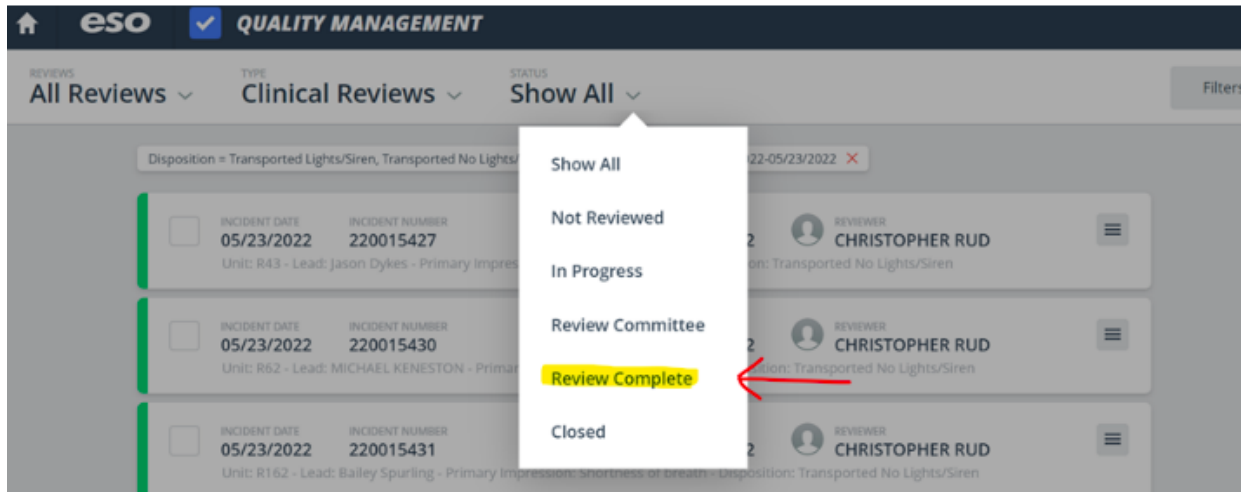 eso QUALITY MANAGEMENT
REVIEWS TYPE STATUS
All Reviews Clinical Reviews Show All Filters
Disposition = Transported Lights/Siren, Transported No Lights/ 22-05/23/2022
Show All
Not Reviewed
In Progress
Review Committee
Review Complete
Closed
INCIDENT DATE INCIDENT NUMBER REVIEWER
05/23/2022 220015427 2 CHRISTOPHER RUD
Unit: R43 - Lead: Jason Dykes - Primary Impres on: Transported No Lights/Siren
INCIDENT DATE INCIDENT NUMBER REVIEWER
05/23/2022 220015430 2 CHRISTOPHER RUD
Unit: R62 - Lead: MICHAEL KENESTON - Primar ition: Transported No Lights/Siren
INCIDENT DATE INCIDENT NUMBER REVIEWER
05/23/2022 220015431 2 CHRISTOPHER RUD
Unit: R162 - Lead: Bailey Spurling - Primary Impression: Shortness of breath - Disposition: Transported No Lights/Siren